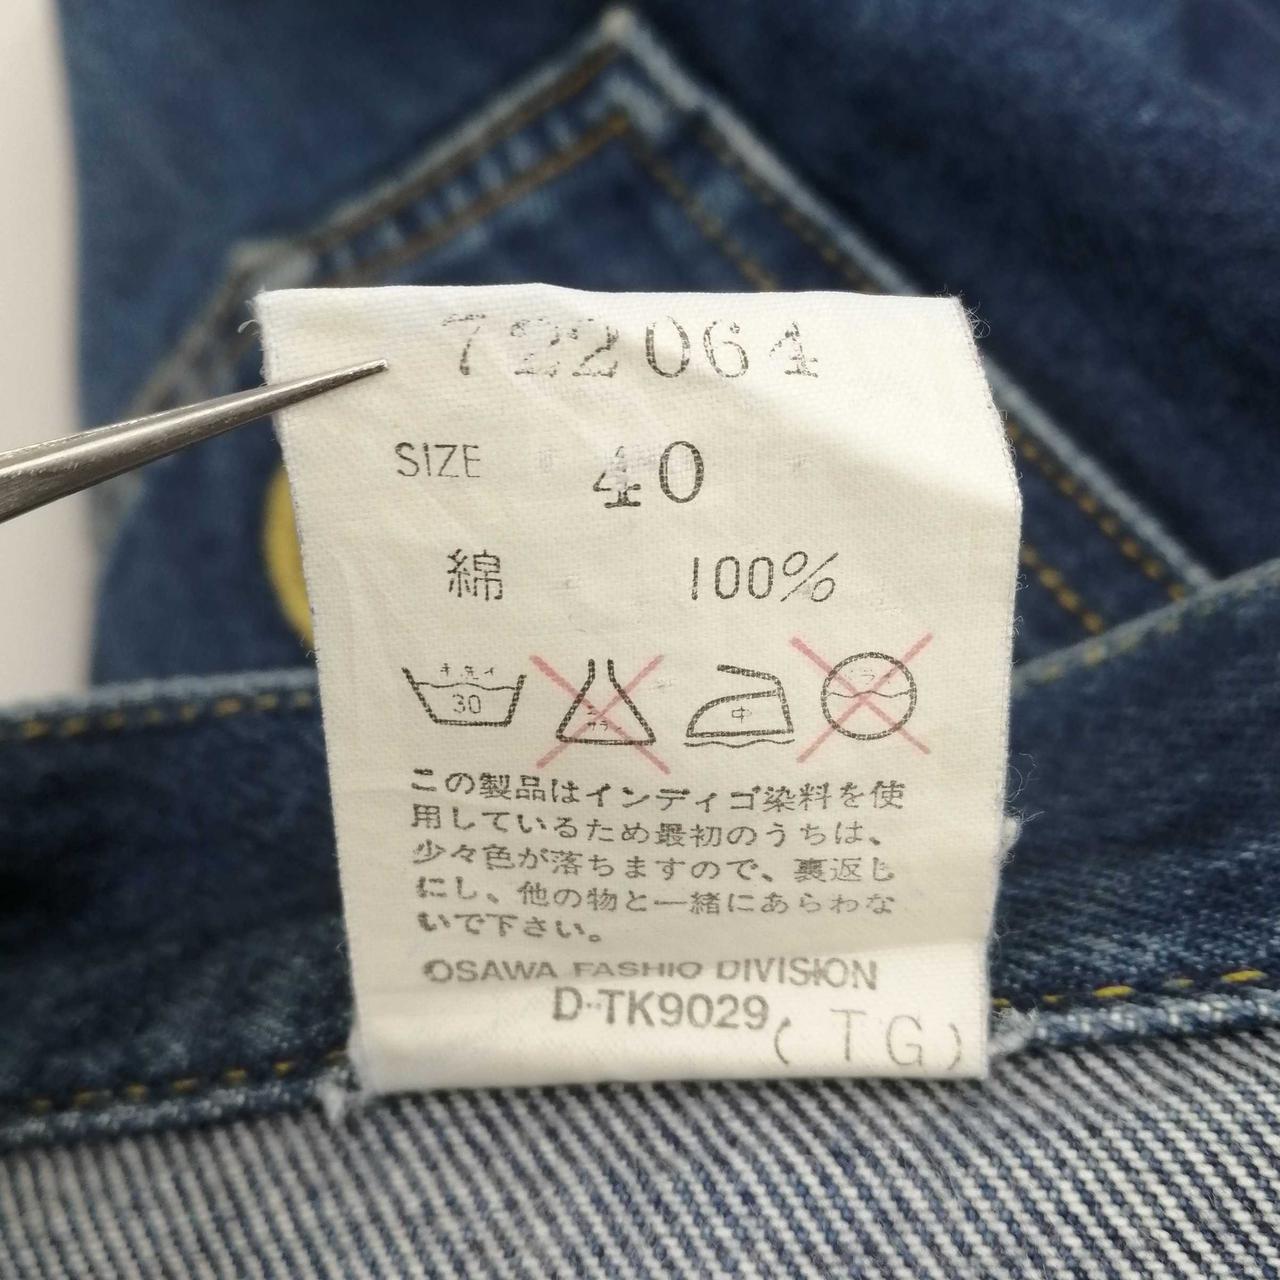 722064
SIZE 40
綿 100%
30 中
この製品はインディゴ染料を使
用しているため最初のうちは、
少々色が落ちますので、裏返し
にし、他の物と一緒にあらわな
いで下さい。
OSAWA FASHIO DIVISION
D-TK9029
(TG)